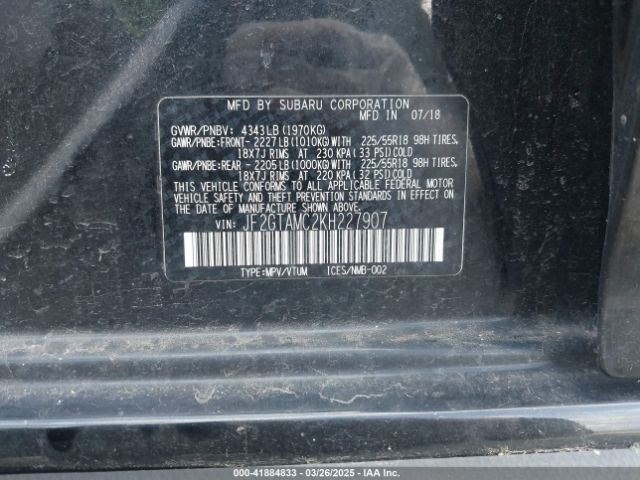 MFD BY SUBARU CORPORATION
MFD IN 07/18
GVWR/PNBV: 4343LB(1970KG)
GAWR/PNBE:FRONT-2227LB(1010KG)WITH 225/55R18 98H TIRES,
18X7J RIMS AT 230 KPA(33 PSI)COLD
GAWR/PNBE:REAR -2205LB(1000KG)WITH 225/55R18 98H TIRES,
18X7J RIMS AT 220 KPA(32 PSI)COLD
THIS VEHICLE CONFORMS TO ALL APPLICABLE FEDERAL MOTOR
VEHICLE SAFETY AND THEFT PREVENTION STANDARDS IN EFFECT ON
THE DATE OF MANUFACTURE SHOWN ABOVE.
VIN: JF2GTAMC2KH227907
TYPE:MPV/VTUM ICES/NMB-002
000-41884833 — 03/26/2025 — IAA Inc.